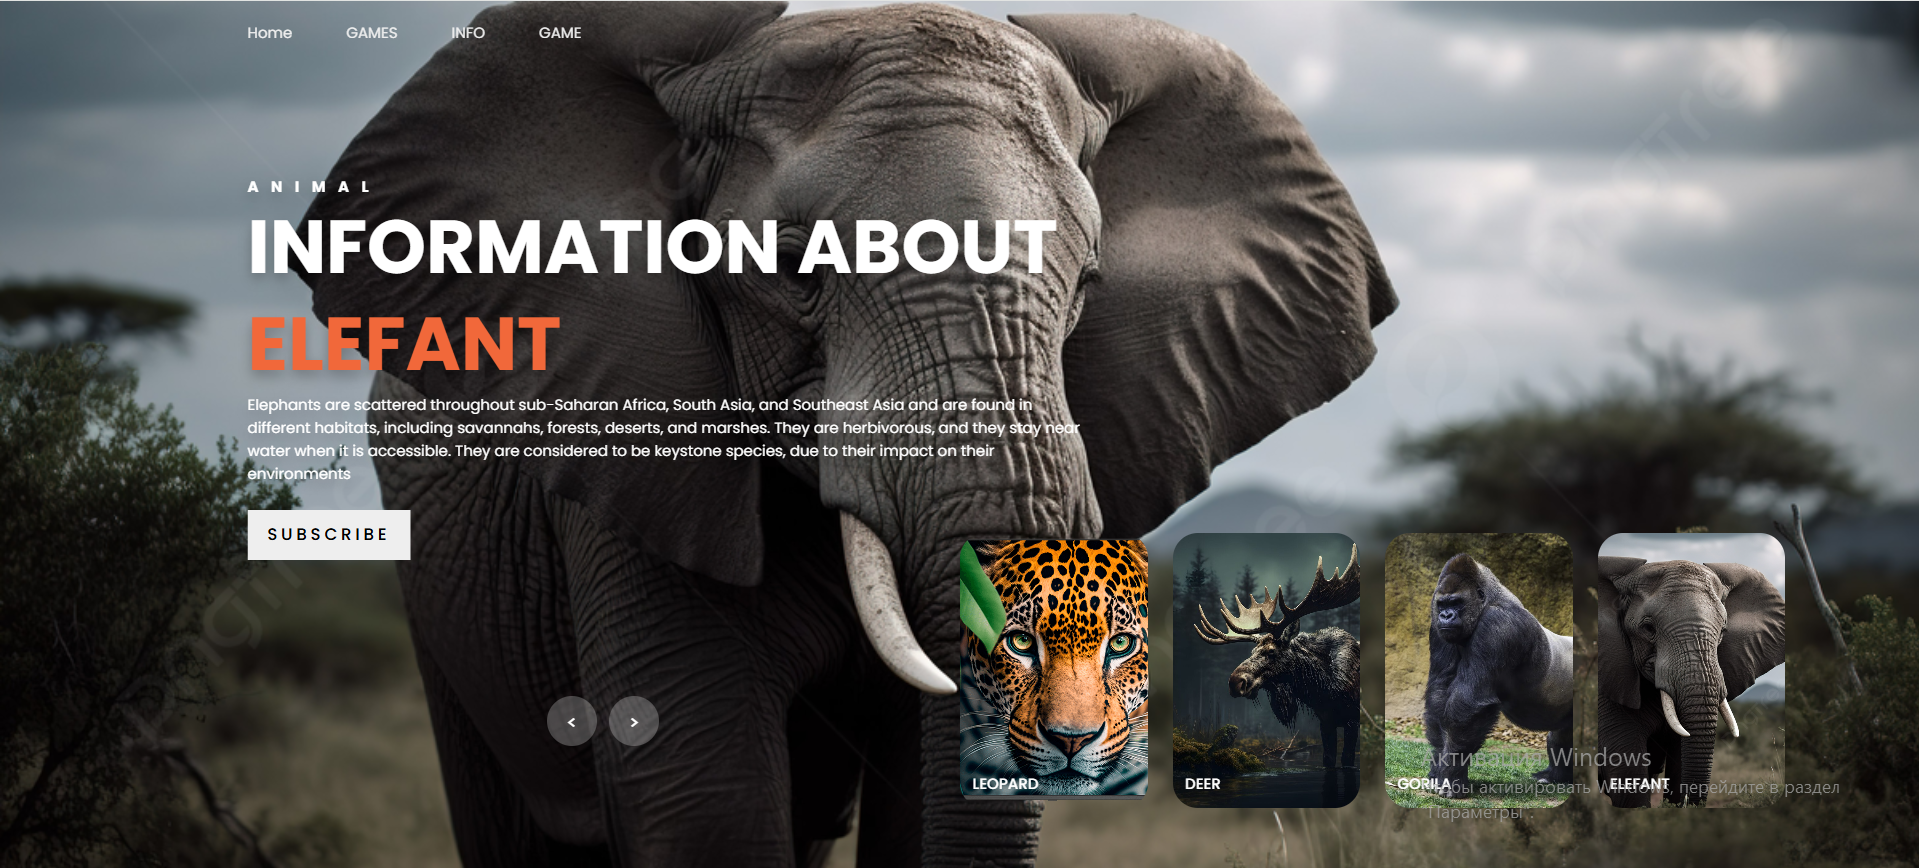 Home GAMES INFO GAME
ANIMAL
INFORMATION ABOUT
ELEFANT
Elephants are scattered throughout sub-Saharan Africa, South Asia, and Southeast Asia and are found in
different habitats, including savannahs, forests, deserts, and marshes. They are herbivorous, and they stay near
water when it is accessible. They are considered to be keystone species, due to their impact on their
environments
SUBSCRIBE
< >
LEOPARD
DEER
GORILA
ELEFANT
Активация Windows
Чтобы активировать Windows, перейдите в раздел
"Параметры".